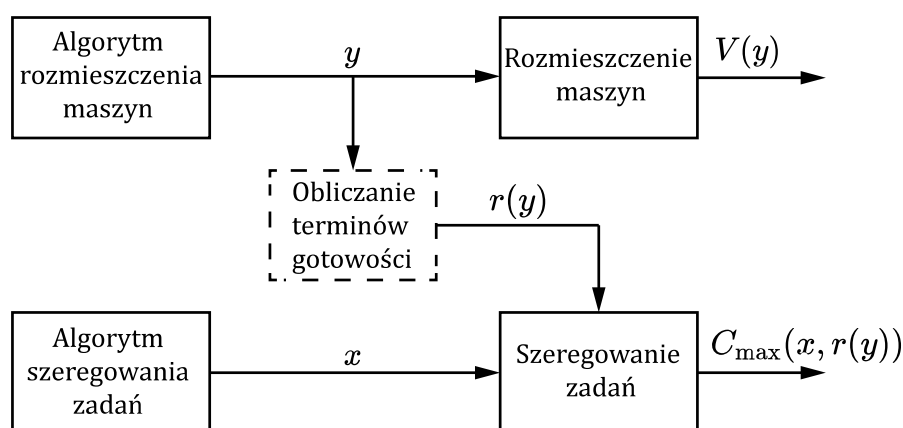 Algorytm
rozmieszczenia
maszyn
y
Rozmieszczenie
maszyn
V(y)
Obliczanie
terminów
gotowości
r(y)
Algorytm
szeregowania
zadań
x
Szeregowanie
zadań
C_max(x, r(y))